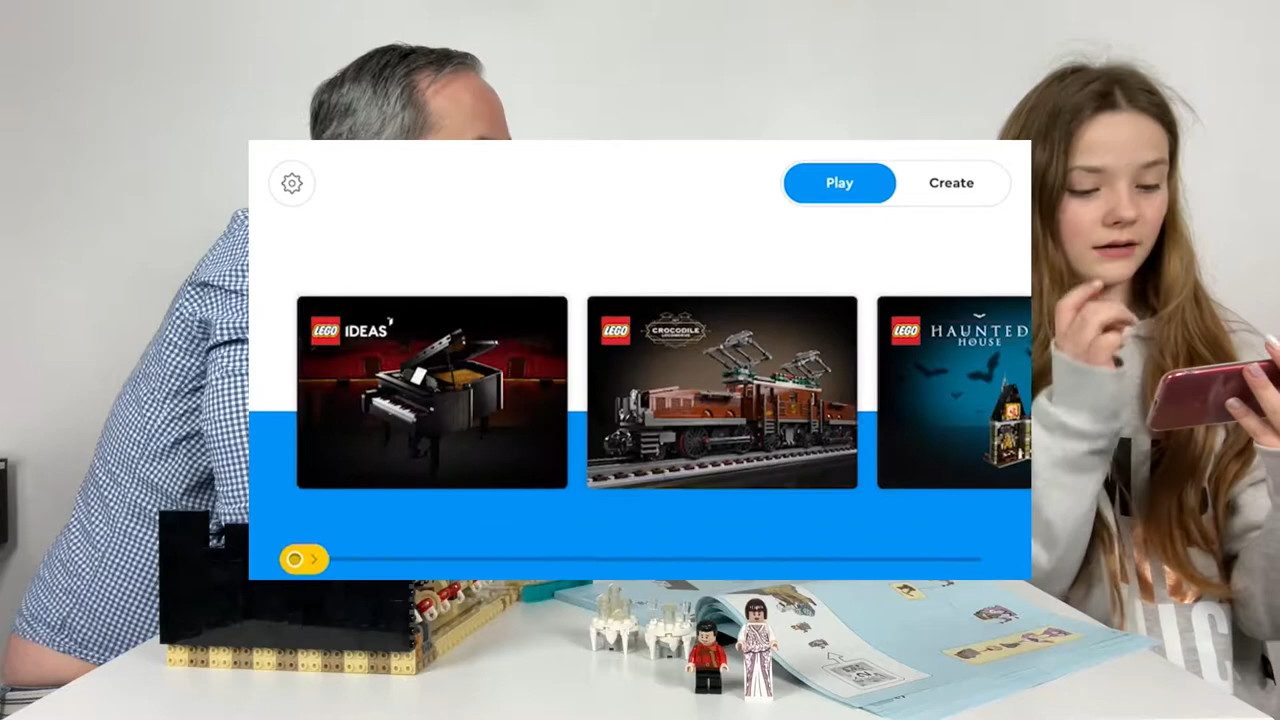 Play
Create
LEGO IDEAS
LEGO CROCODILE
LEGO HAUNTED
HOUSE